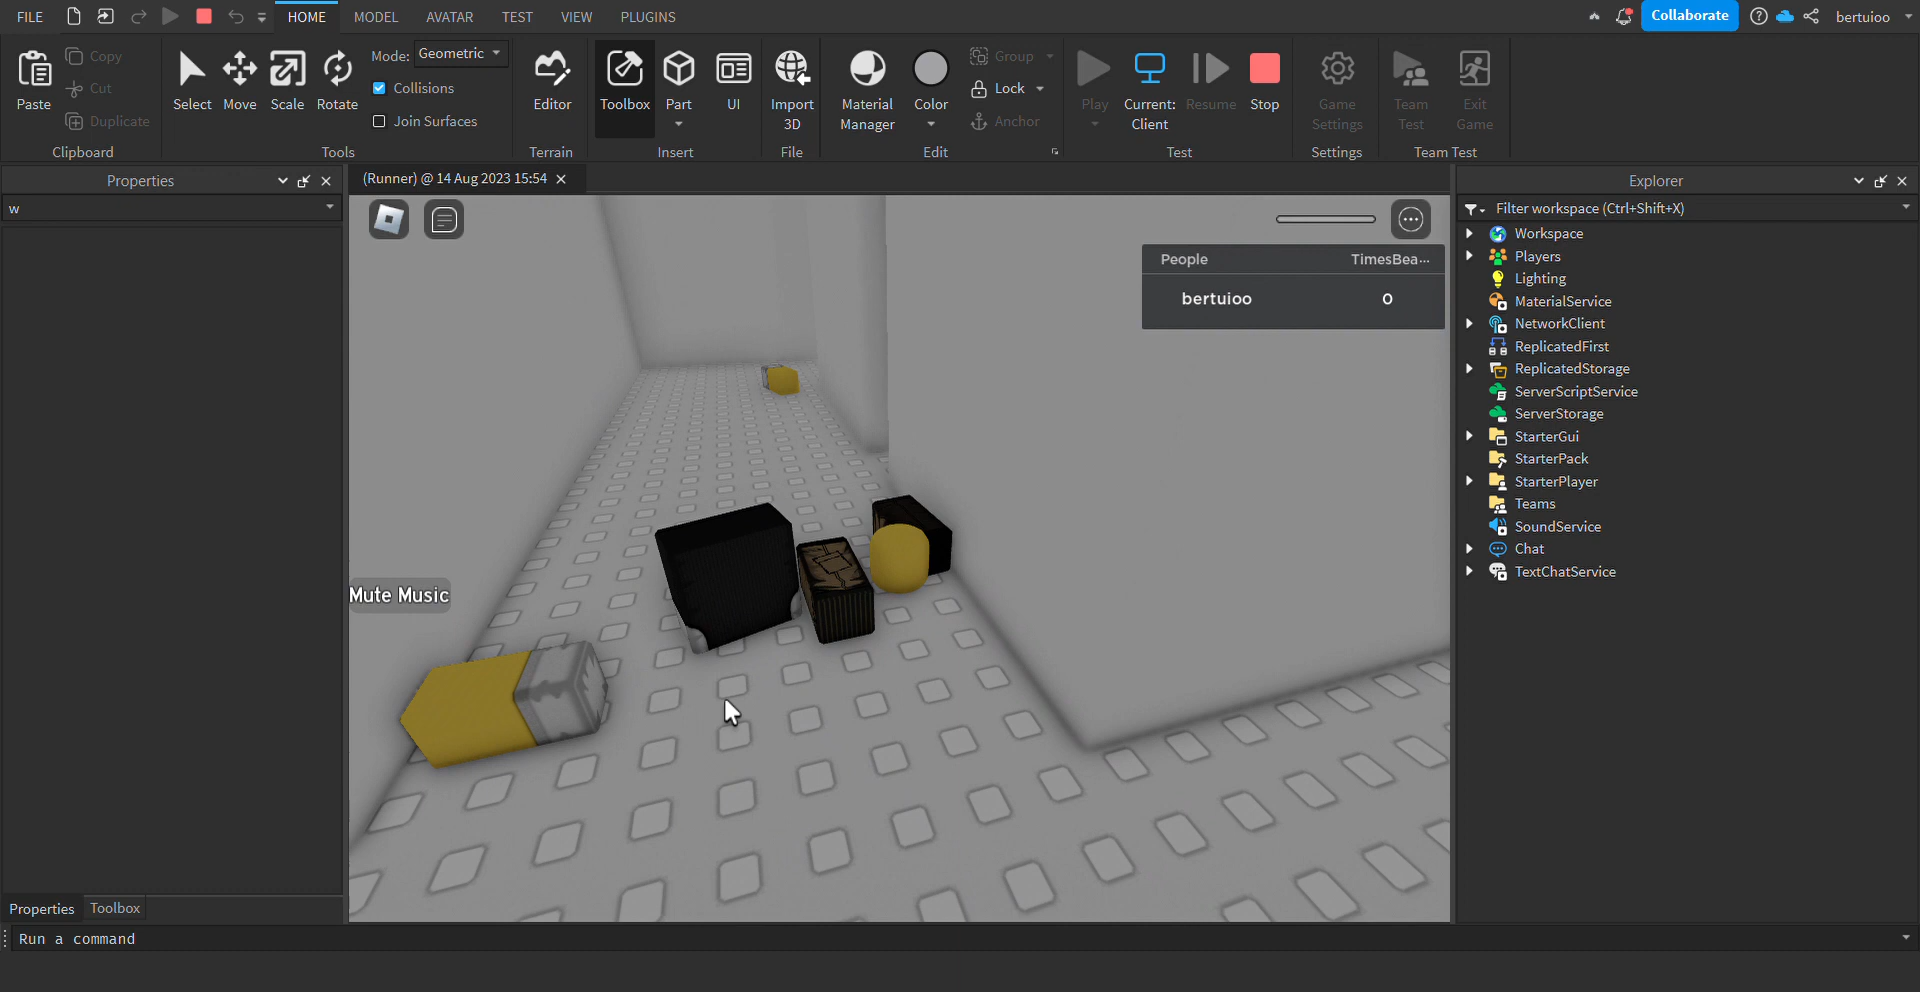 FILE HOME MODEL AVATAR TEST VIEW PLUGINS Collaborate bertuioo
Paste Copy Cut Duplicate
Clipboard
Select Move Scale Rotate Mode: Geometric
Collisions
Join Surfaces
Tools
Editor
Terrain
Toolbox Part UI
Insert
Import 3D
File
Material Manager Color Group Lock Anchor
Edit
Play Current: Client Resume Stop
Test
Game Settings
Settings
Team Test Exit Game
Team Test
Properties
w
(Runner) @ 14 Aug 2023 15:54
People TimesBea...
bertuioo 0
Mute Music
Explorer
Filter workspace (Ctrl+Shift+X)
Workspace
Players
Lighting
MaterialService
NetworkClient
ReplicatedFirst
ReplicatedStorage
ServerScriptService
ServerStorage
StarterGui
StarterPack
StarterPlayer
Teams
SoundService
Chat
TextChatService
Properties Toolbox
Run a command